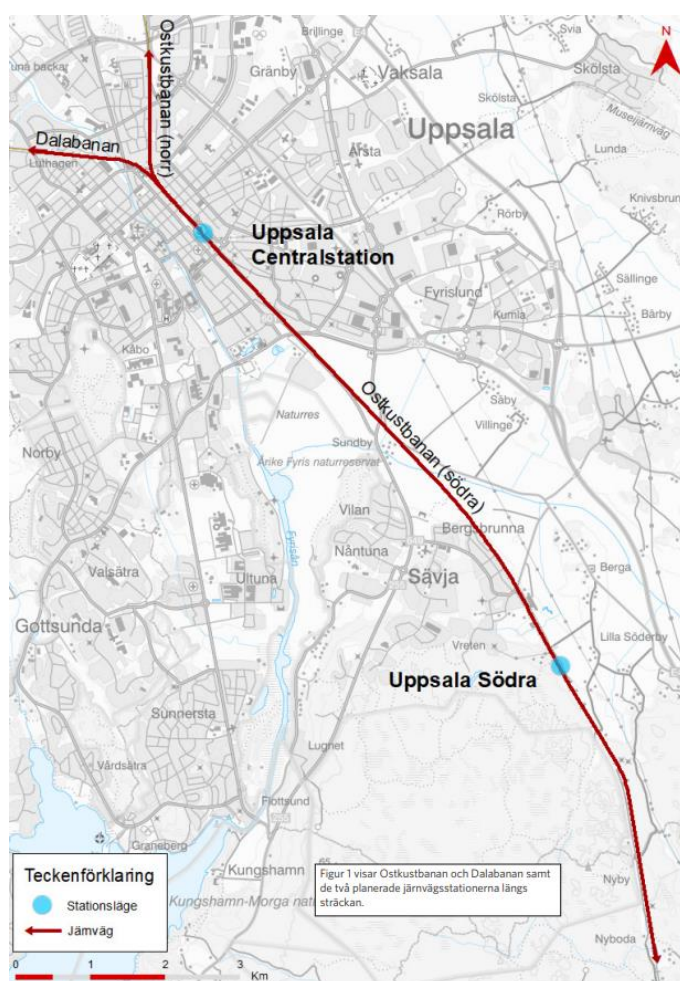 N
Ostkustbanan (norr)
Brillinge
Svia
Gränby
Vaksala
Skölsta
Skölsta
Museijärnväg
Uppsala
Dalabanan
Luthagen
Årsta
Lunda
Knivsbrun
Rörby
Uppsala
Centralstation
Sällinge
Bärby
Fyrislund
Kumla
Kåbo
Säby
Villinge
Naturres
Ostkustbanan (södra)
Norby
Sundby
Årike Fyris naturreservat
Vilan
Bergsbrunna
Fyrisån
Nåntuna
Valsätra
Ultuna
Sävja
Berga
Gottsunda
Lilla Söderby
Vreten
Uppsala Södra
Sunnersta
Lugnet
Vårdsätra
Flottsund
Graneberg
Kungshamn
65
Kungshamn-Morga nat
Figur 1 visar Ostkustbanan och Dalabanan samt
de två planerade järnvägsstationerna längs
sträckan.
Nyby
Nyboda
Teckenförklaring
Stationsläge
Järnväg
0 1 2 3
Km